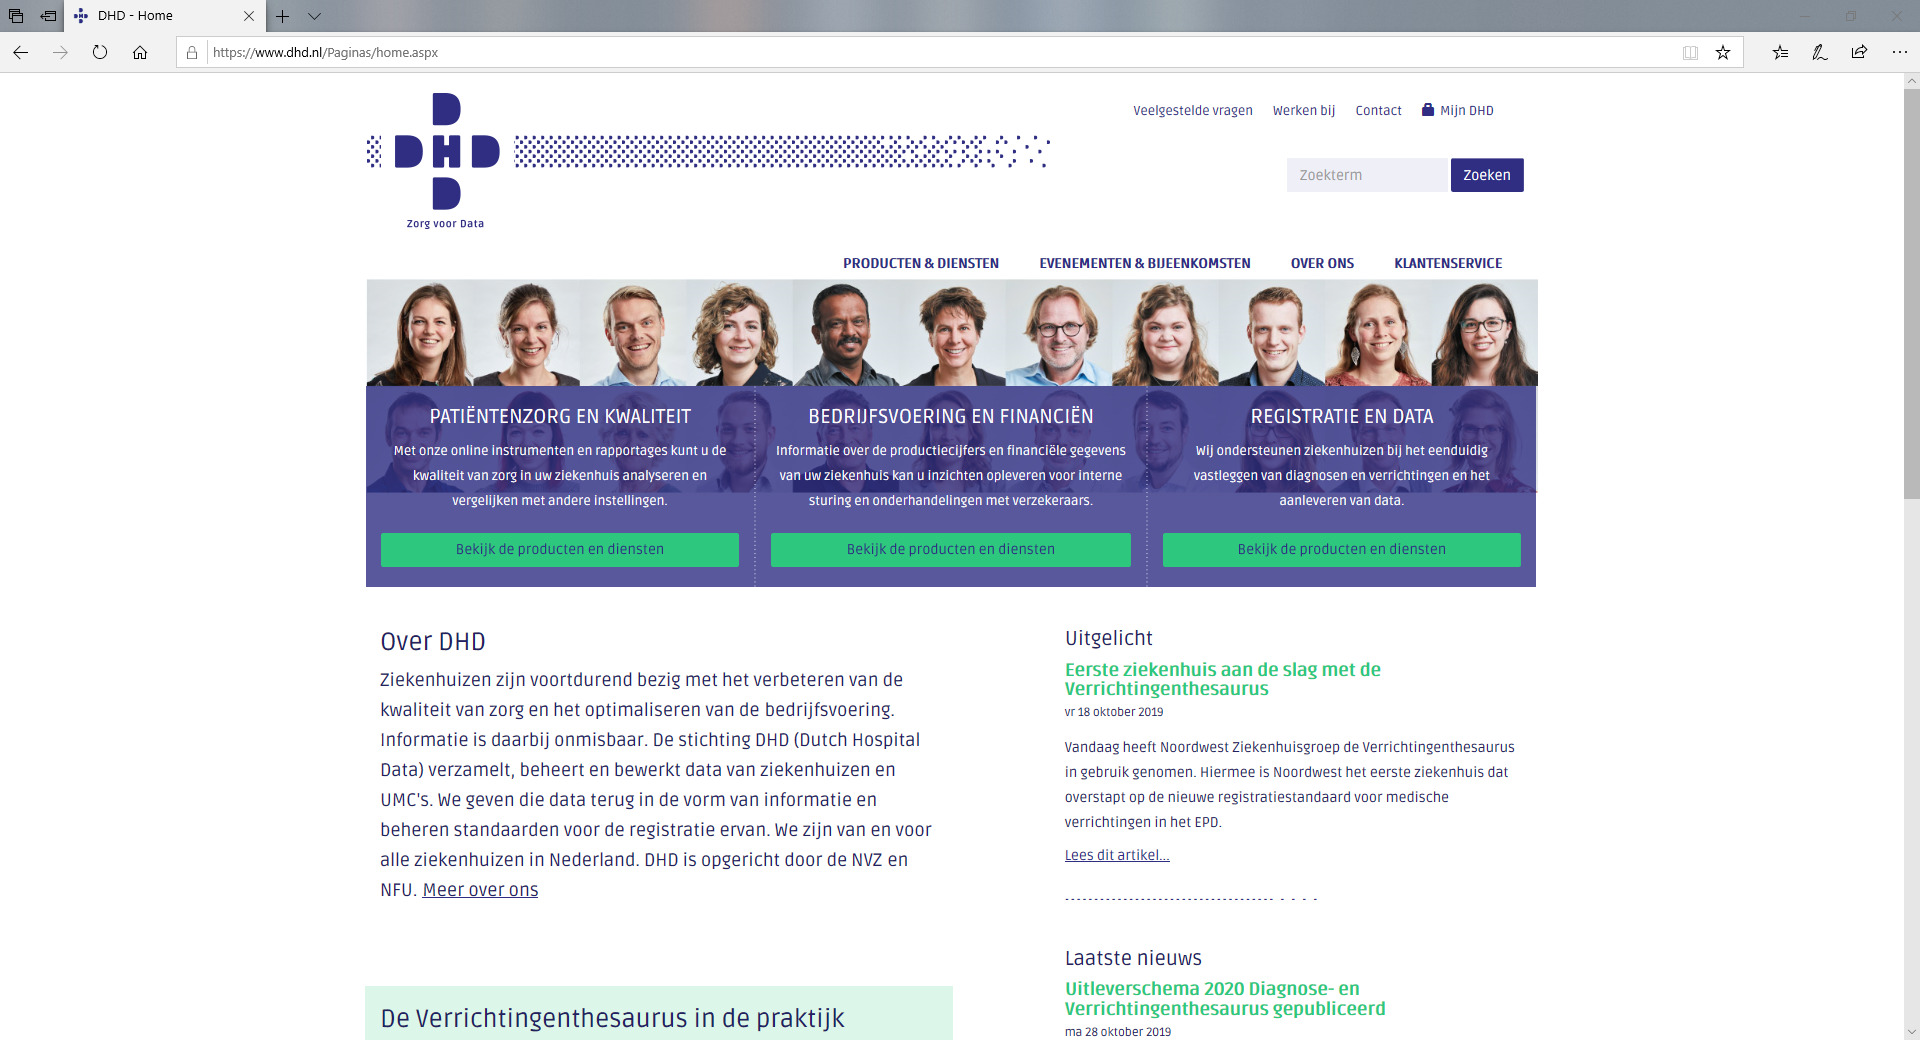 DHD - Home
https://www.dhd.nl/Paginas/home.aspx
D
DHD
D
Zorg voor Data
Veelgestelde vragen
Werken bij
Contact
Mijn DHD
Zoekterm
Zoeken
PRODUCTEN & DIENSTEN
EVENEMENTEN & BIJEENKOMSTEN
OVER ONS
KLANTENSERVICE
PATIËNTENZORG EN KWALITEIT
Met onze online instrumenten en rapportages kunt u de
kwaliteit van zorg in uw ziekenhuis analyseren en
vergelijken met andere instellingen.
Bekijk de producten en diensten
BEDRIJFSVOERING EN FINANCIËN
Informatie over de productiecijfers en financiële gegevens
van uw ziekenhuis kan u inzichten opleveren voor interne
sturing en onderhandelingen met verzekeraars.
Bekijk de producten en diensten
REGISTRATIE EN DATA
Wij ondersteunen ziekenhuizen bij het eenduidig
vastleggen van diagnosen en verrichtingen en het
aanleveren van data.
Bekijk de producten en diensten
Over DHD
Ziekenhuizen zijn voortdurend bezig met het verbeteren van de
kwaliteit van zorg en het optimaliseren van de bedrijfsvoering.
Informatie is daarbij onmisbaar. De stichting DHD (Dutch Hospital
Data) verzamelt, beheert en bewerkt data van ziekenhuizen en
UMC's. We geven die data terug in de vorm van informatie en
beheren standaarden voor de registratie ervan. We zijn van en voor
alle ziekenhuizen in Nederland. DHD is opgericht door de NVZ en
NFU. Meer over ons
De Verrichtingenthesaurus in de praktijk
Uitgelicht
Eerste ziekenhuis aan de slag met de
Verrichtingenthesaurus
vr 18 oktober 2019
Vandaag heeft Noordwest Ziekenhuisgroep de Verrichtingenthesaurus
in gebruik genomen. Hiermee is Noordwest het eerste ziekenhuis dat
overstapt op de nieuwe registratiestandaard voor medische
verrichtingen in het EPD.
Lees dit artikel...
Laatste nieuws
Uitleverschema 2020 Diagnose- en
Verrichtingenthesaurus gepubliceerd
ma 28 oktober 2019